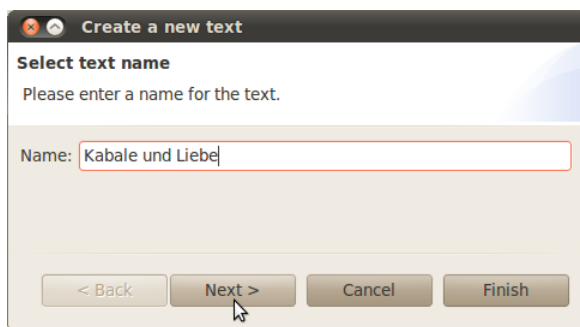 Create a new text
Select text name
Please enter a name for the text.
Name: Kabale und Liebe
< Back Next > Cancel Finish